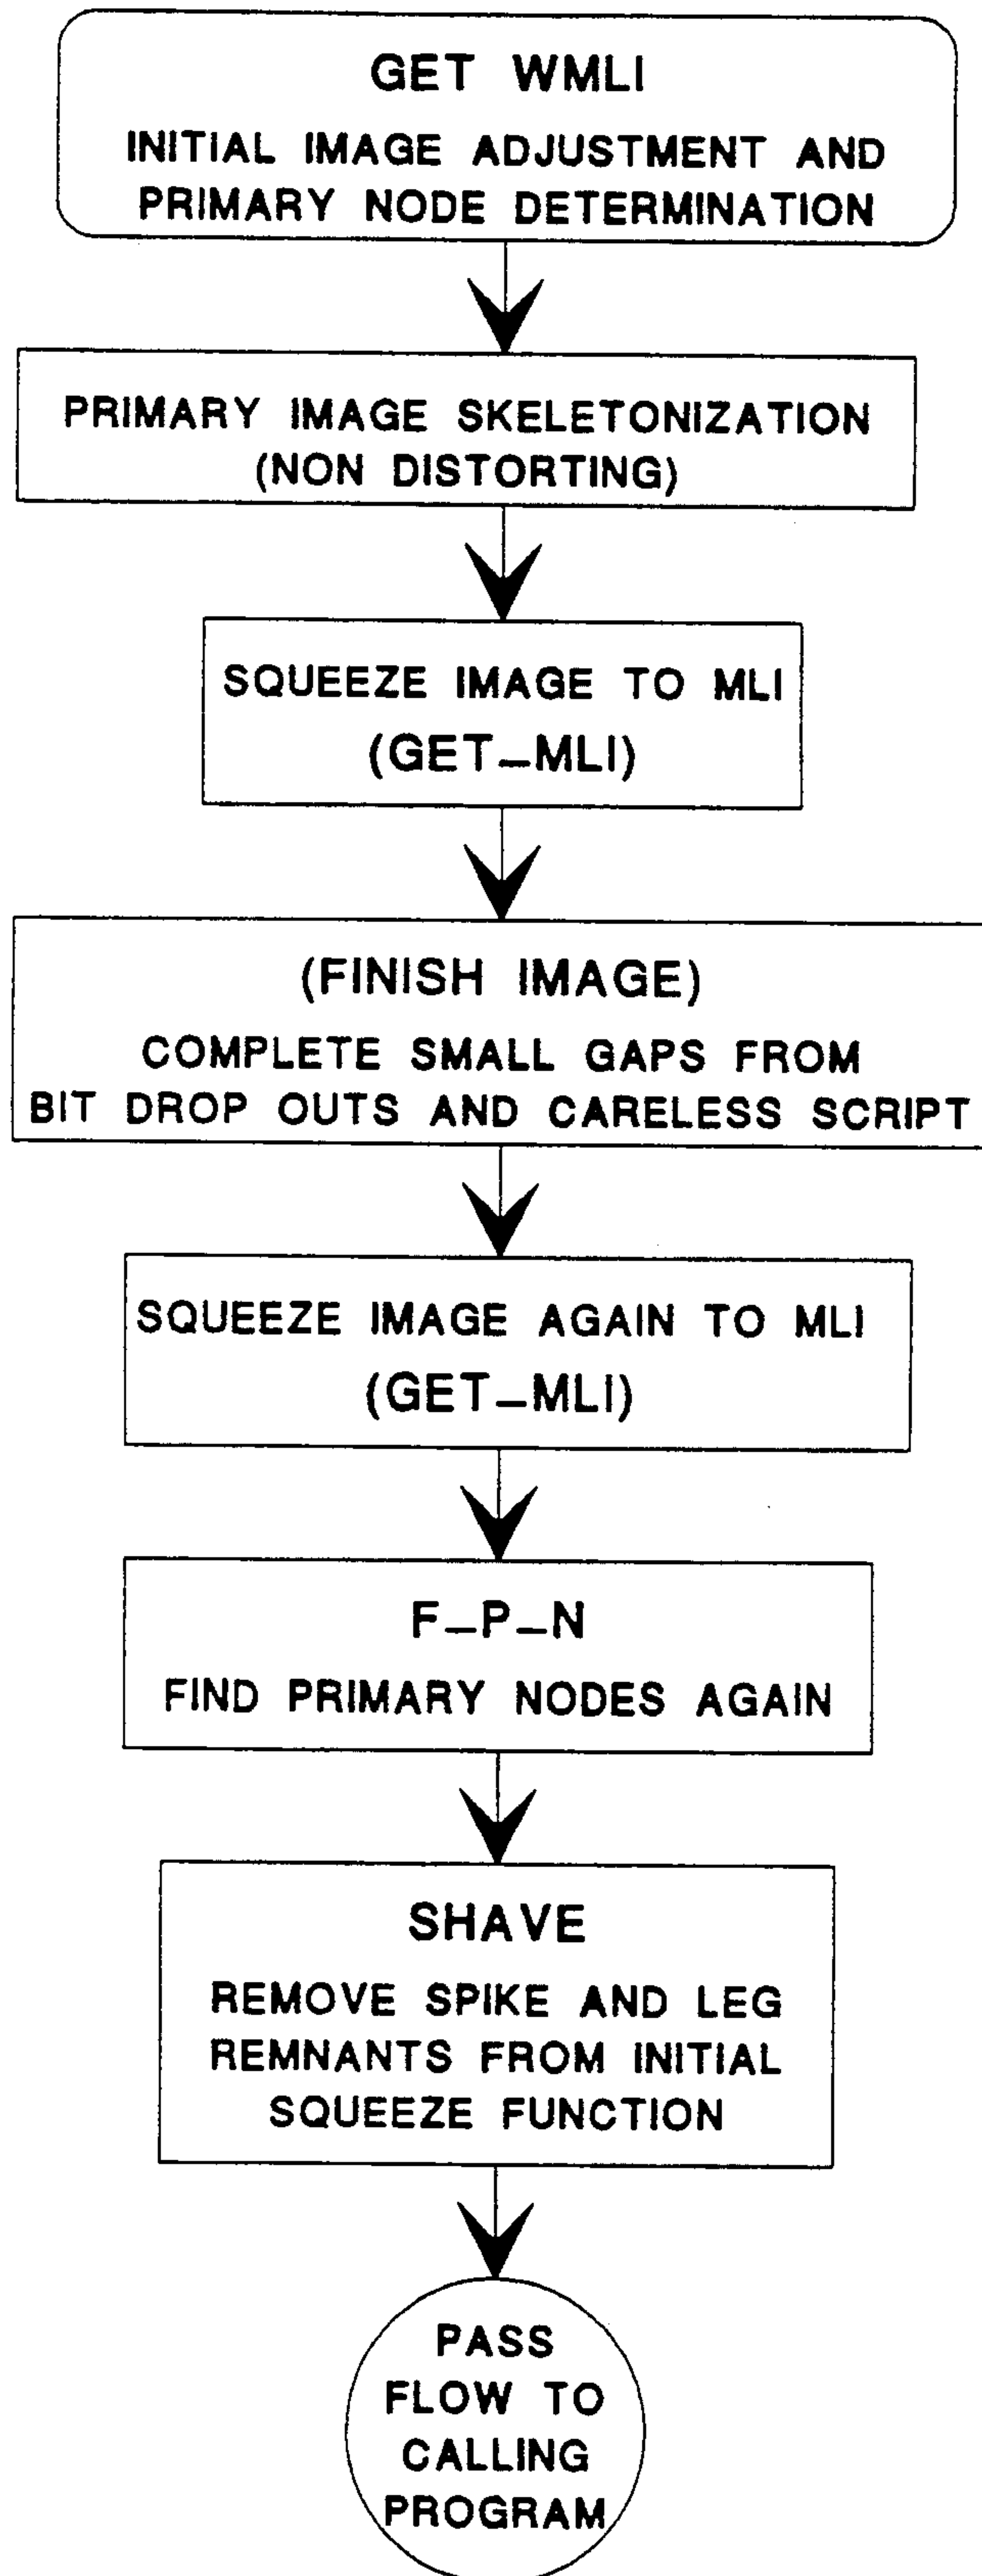 GET WMLI
INITIAL IMAGE ADJUSTMENT AND
PRIMARY NODE DETERMINATION
PRIMARY IMAGE SKELETONIZATION
(NON DISTORTING)
SQUEEZE IMAGE TO MLI
(GET_MLI)
(FINISH IMAGE)
COMPLETE SMALL GAPS FROM
BIT DROP OUTS AND CARELESS SCRIPT
SQUEEZE IMAGE AGAIN TO MLI
(GET_MLI)
F_P_N
FIND PRIMARY NODES AGAIN
SHAVE
REMOVE SPIKE AND LEG
REMNANTS FROM INITIAL
SQUEEZE FUNCTION
PASS
FLOW TO
CALLING
PROGRAM